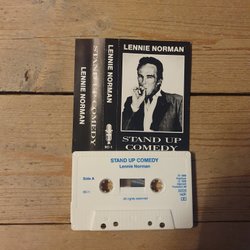 LENNIE NORMAN
STAND UP COMEDY
LENNIE NORMAN
LENNIE NORMAN
STAND UP
COMEDY
STAND UP COMEDY
Lennie Norman
Side A
All rights reserved